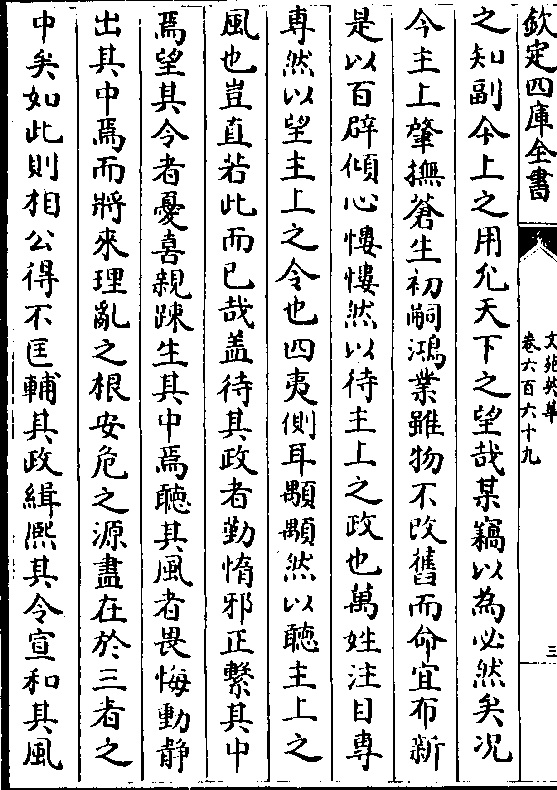 欽定四庫全書
文苑英華
卷六百六十九
三
之知副今上之用允天下之望哉某竊以為必然矣況
今主上肇撫蒼生初嗣鴻業雖物不改舊而命宜布新
是以百辟傾心慺慺然以待主上之政也萬姓注目專
専然以望主上之令也四夷側耳顒顒然以聽主上之
風也豈直若此而已哉盖待其政者勤惰邪正繫其中
焉望其令者憂喜親踈生其中焉聽其風者畏悔動静
出其中焉而將來理亂之根安危之源盡在於三者之
中矣如此則相公得不匡輔其政緝熈其令宣和其風